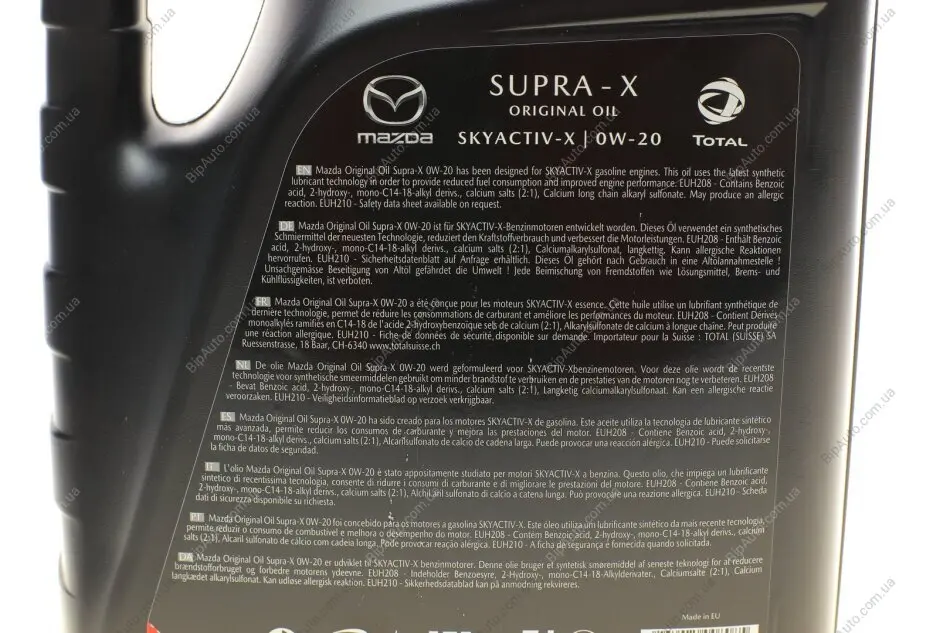 SUPRA - X
ORIGINAL OIL
mazda
SKYACTIV-X | 0W-20
TOTAL
EN Mazda Original Oil Supra-X 0W-20 has been designed for SKYACTIV-X gasoline engines. This oil uses the latest synthetic
lubricant technology in order to provide reduced fuel consumption and improved engine performance. EUH208 - Contains Benzoic
acid, 2-hydroxy-, mono-C14-18-alkyl derivs., calcium salts (2:1), Calcium long chain alkaryl sulfonate. May produce an allergic
reaction. EUH210 - Safety data sheet available on request.
DE Mazda Original Oil Supra-X 0W-20 ist für SKYACTIV-X-Benzinmotoren entwickelt worden. Dieses Öl verwendet ein synthetisches
Schmiermittel der neuesten Technologie, reduziert den Kraftstoffverbrauch und verbessert die Motorleistungen. EUH208 - Enthält Benzoic
acid, 2-hydroxy-, mono-C14-18-alkyl derivs., calcium salts (2:1), Calciumalkarylsulfonat, langkettig. Kann allergische Reaktionen
hervorrufen. EUH210 - Sicherheitsdatenblatt auf Anfrage erhältlich. Dieses Öl gehört nach Gebrauch in eine Altölannahmestelle !
Unsachgemässe Beseitigung von Altöl gefährdet die Umwelt ! Jede Beimischung von Fremdstoffen wie Lösungsmittel, Brems- und
Kühlflüssigkeiten, ist verboten.
FR Mazda Original Oil Supra-X 0W-20 a été conçue pour les moteurs SKYACTIV-X essence. Cette huile utilise un lubrifiant synthétique de
dernière technologie, permet de réduire les consommations de carburant et améliore les performances du moteur. EUH208 - Contient Derives
monoalkylés ramifiés en C14-18 de l'acide 2-hydroxybenzoique sels de calcium (2:1), Alkarylsulfonate de calcium à longue chaine. Peut produire
une réaction allergique. EUH210 - Fiche de données de sécurité disponible sur demande. Importateur pour la Suisse : TOTAL (SUISSE) SA
Ruessenstrasse, 18 Baar, CH-6340 www.totalsuisse.ch
NL De olie Mazda Original Oil Supra-X 0W-20 werd geformuleerd voor SKYACTIV-Xbenzinemotoren. Voor deze olie wordt de recentste
technologie voor synthetische smeermiddelen gebruikt om minder brandstof te verbruiken en de prestaties van de motoren nog te verbeteren. EUH208
- Bevat Benzoic acid, 2-hydroxy-, mono-C14-18-alkyl derivs., calcium salts (2:1), langketig calciumalkarylsulfonaat. Kan een allergische reactie
veroorzaken. EUH210 - Veiligheidsinformatieblad op verzoek verkrijgbaar.
ES Mazda Original Oil Supra-X 0W-20 ha sido creado para los motores SKYACTIV-X de gasolina. Este aceite utiliza la tecnología de lubricante sintético
más avanzada, permite reducir los consumos de carburante y mejora las prestaciones del motor. EUH208 - Contiene Benzoic acid, 2-hydroxy-,
mono-C14-18-alkyl derivs., calcium salts (2:1), Alcarilsulfonato de calcio de cadena larga. Puede provocar una reacción alérgica. EUH210 - Puede solicitarse
la ficha de datos de seguridad.
IT L'olio Mazda Original Oil Supra-X 0W-20 è stato appositamente studiato per motori SKYACTIV-X a benzina. Questo olio, che impiega un lubrificante
sintetico di recentissima tecnologia, consente di ridurre i consumi di carburante e di migliorare le prestazioni del motore. EUH208 - Contiene Benzoic acid,
2-hydroxy-, mono-C14-18-alkyl derivs., calcium salts (2:1), Alchilaril sulfonato di calcio a catena lunga. Può provocare una reazione allergica. EUH210 - Scheda
dati di sicurezza disponibile su richiesta.
PT Mazda Original Oil Supra-X 0W-20 foi concebido para os motores a gasolina SKYACTIV-X. Este óleo utiliza um lubrificante sintético da mais recente tecnologia,
permite reduzir o consumo de combustível e melhora o desempenho do motor. EUH208 - Contém Benzoic acid, 2-hydroxy-, mono-C14-18-alkyl derivs., calcium
salts (2:1), Alcaril sulfonato de cálcio com cadeia longa. Pode provocar reação alérgica. EUH210 - A ficha de segurança é fornecida quando solicitada.
DA Mazda Original Oil Supra-X 0W-20 er udviklet til SKYACTIV-X benzinmotorer. Denne olie bruger et syntetisk smøremiddel af seneste teknologi for at reducere
brændstofforbruget og forbedre motorens ydeevne. EUH208 - Indeholder Benzoesyre, 2-Hydroxy-, mono-C14-18-Alkylderivater., Calciumsalte (2:1), Calcium
langkædet alkarylsulfonat. Kan udløse allergisk reaktion. EUH210 - Sikkerhedsdatablad kan på anmodning rekvireres.
Made in EU
BipAuto.com.ua